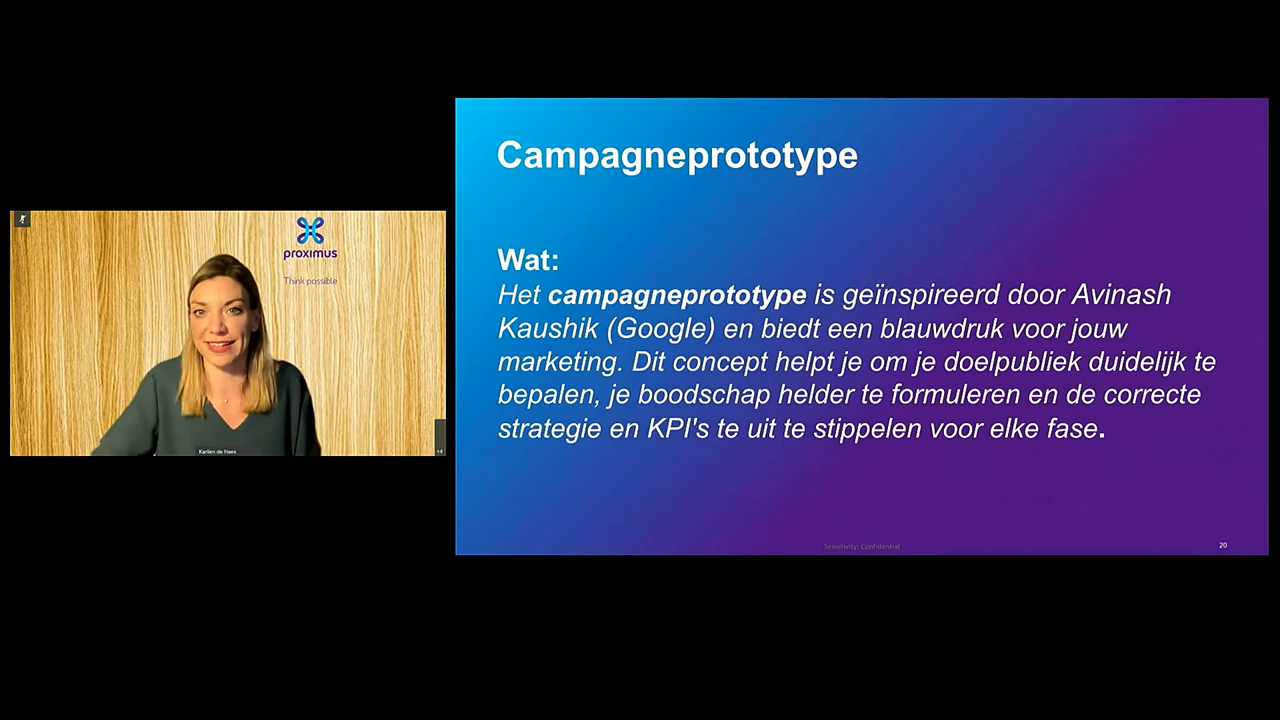 proximus
Think possible
Karlien de Haes
+4
Campagneprototype
Wat:
Het campagneprototype is geïnspireerd door Avinash
Kaushik (Google) en biedt een blauwdruk voor jouw
marketing. Dit concept helpt je om je doelpubliek duidelijk te
bepalen, je boodschap helder te formuleren en de correcte
strategie en KPI's te uit te stippelen voor elke fase.
Sensitivity: Confidential
20